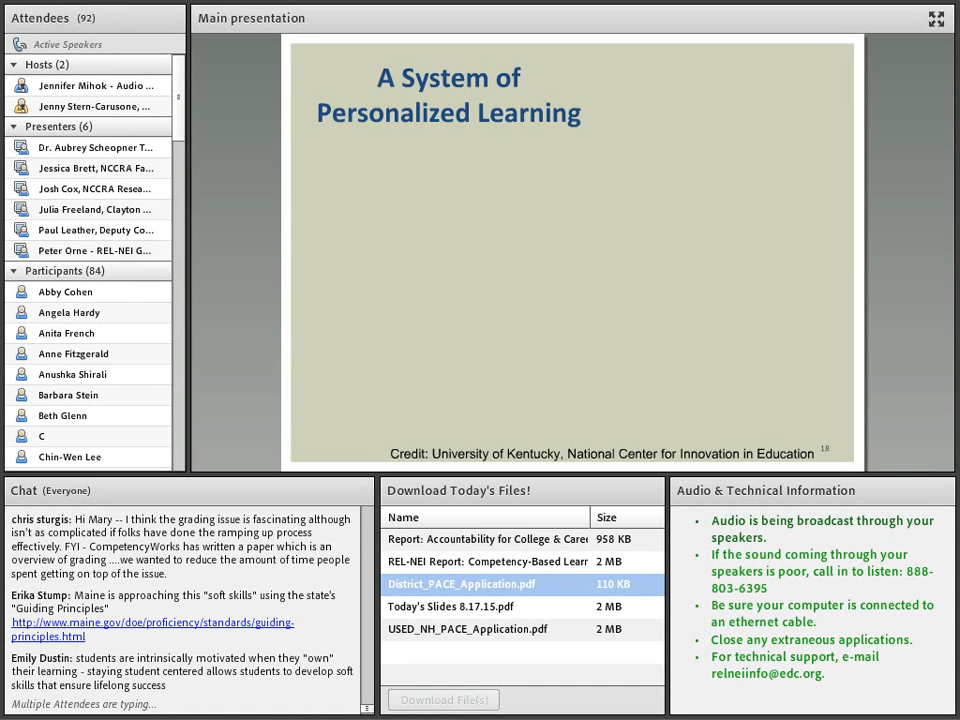 Attendees (92)
Active Speakers
Hosts (2)
Jennifer Mihok - Audio ...
Jenny Stern-Carusone, ...
Presenters (6)
Dr. Aubrey Scheopner T...
Jessica Brett, NCCRA Fa...
Josh Cox, NCCRA Resea...
Julia Freeland, Clayton ...
Paul Leather, Deputy Co...
Peter Orne - REL-NEI G...
Participants (84)
Abby Cohen
Angela Hardy
Anita French
Anne Fitzgerald
Anushka Shirali
Barbara Stein
Beth Glenn
C
Chin-Wen Lee
Main presentation
A System of
Personalized Learning
Credit: University of Kentucky, National Center for Innovation in Education
18
Chat (Everyone)
chris sturgis: Hi Mary -- I think the grading issue is fascinating although
isn't as complicated if folks have done the ramping up process
effectively. FYI - CompetencyWorks has written a paper which is an
overview of grading ....we wanted to reduce the amount of time people
spent getting on top of the issue.
Erika Stump: Maine is approaching this "soft skills" using the state's
"Guiding Principles"
http://www.maine.gov/doe/proficiency/standards/guiding-
principles.html
Emily Dustin: students are intrinsically motivated when they "own"
their learning - staying student centered allows students to develop soft
skills that ensure lifelong success
Multiple Attendees are typing...
Download Today's Files!
Name Size
Report: Accountability for College & Caree 958 KB
REL-NEI Report: Competency-Based Learr 2 MB
District_PACE_Application.pdf 110 KB
Today's Slides 8.17.15.pdf 2 MB
USED_NH_PACE_Application.pdf 2 MB
Download File(s)
Audio & Technical Information
• Audio is being broadcast through your
speakers.
• If the sound coming through your
speakers is poor, call in to listen: 888-
803-6395
• Be sure your computer is connected to
an ethernet cable.
• Close any extraneous applications.
• For technical support, e-mail
relneiinfo@edc.org.